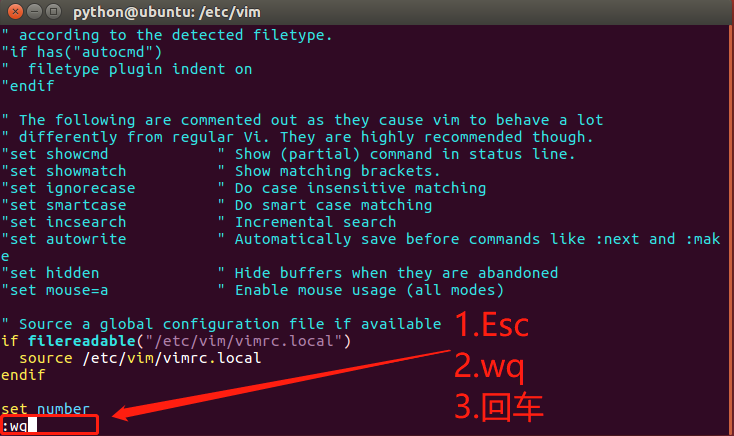 python@ubuntu: /etc/vim
" according to the detected filetype.
"if has("autocmd")
"  filetype plugin indent on
"endif
" The following are commented out as they cause vim to behave a lot
" differently from regular Vi. They are highly recommended though.
"set showcmd             " Show (partial) command in status line.
"set showmatch           " Show matching brackets.
"set ignorecase          " Do case insensitive matching
"set smartcase           " Do smart case matching
"set incsearch           " Incremental search
"set autowrite           " Automatically save before commands like :next and :mak
e
"set hidden              " Hide buffers when they are abandoned
"set mouse=a             " Enable mouse usage (all modes)
" Source a global configuration file if available
if filereadable("/etc/vim/vimrc.local")
  source /etc/vim/vimrc.local
endif
set number
:wq
1.Esc
2.wq
3.回车